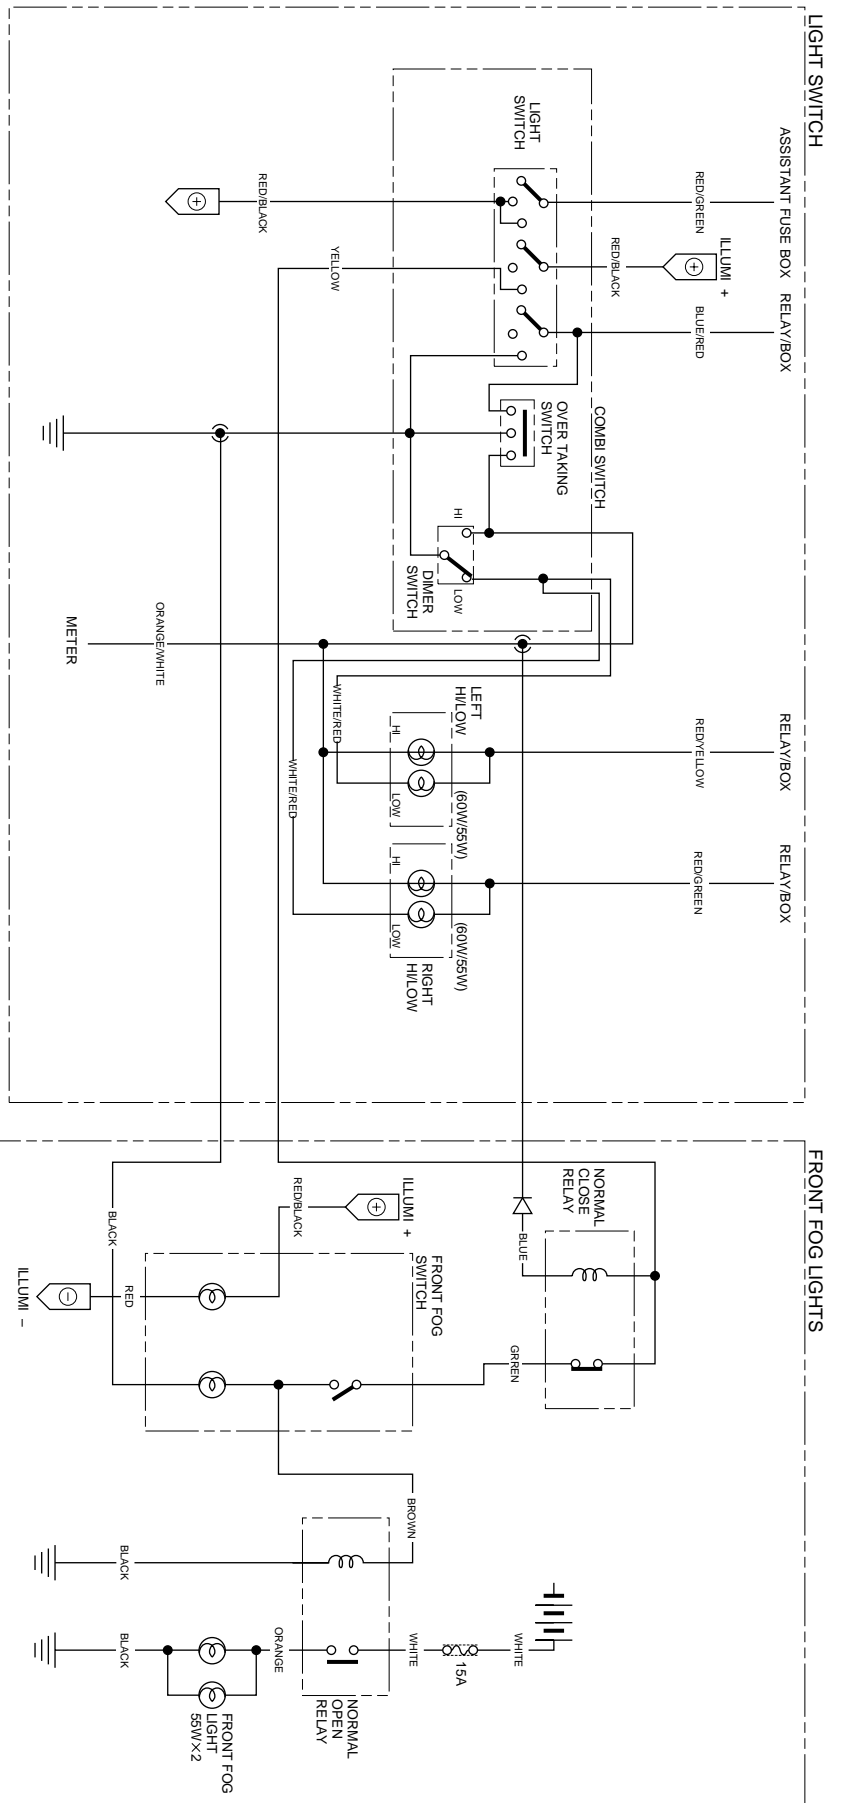 LIGHT SWITCH
ASSISTANT FUSE BOX
RELAY/BOX
RELAY/BOX
RELAY/BOX
RED/GREEN
ILLUMI +
+
BLUE/RED
RED/YELLOW
RED/GREEN
RED/BLACK
LIGHT
SWITCH
COMBI SWITCH
OVER TAKING
SWITCH
HI
LOW
DIMER
SWITCH
LEFT
HI/LOW
(60W/55W)
HI
LOW
(60W/55W)
HI
LOW
RIGHT
HI/LOW
RED/BLACK
+
YELLOW
WHITE/RED
WHITE/RED
ORANGE/WHITE
METER
FRONT FOG LIGHTS
NORMAL
CLOSE
RELAY
BLUE
GRREN
ILLUMI +
+
RED/BLACK
FRONT FOG
SWITCH
BLACK
RED
ILLUMI -
-
BROWN
WHITE
15A
WHITE
NORMAL
OPEN
RELAY
ORANGE
BLACK
BLACK
FRONT FOG
LIGHT
55W×2